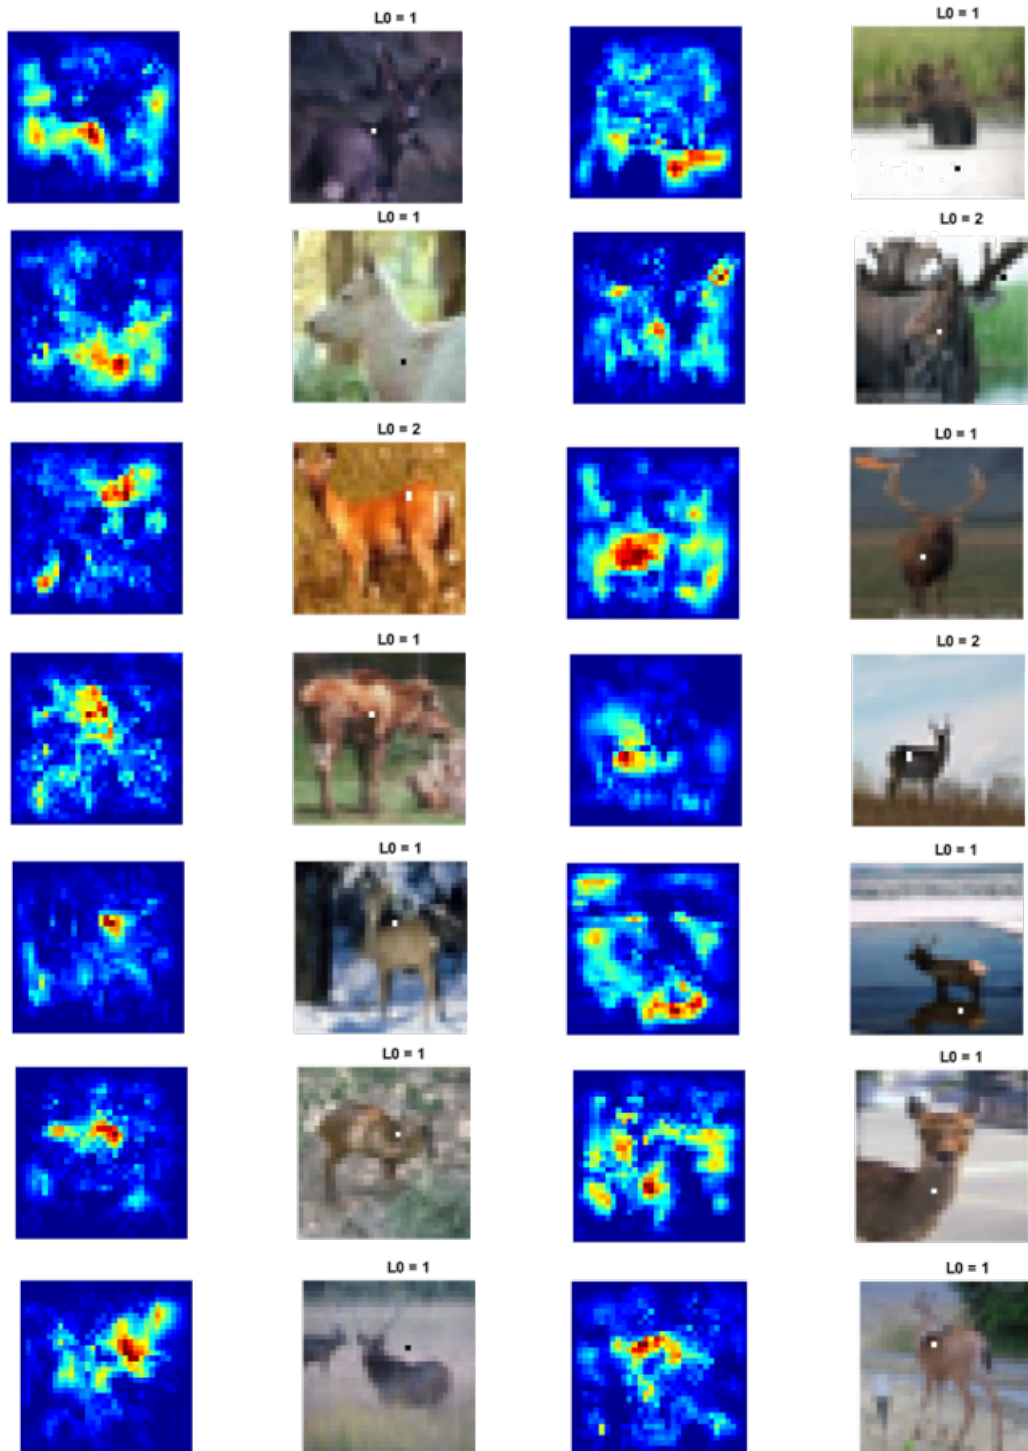 L0 = 1
L0 = 1
L0 = 1
L0 = 2
L0 = 2
L0 = 1
L0 = 1
L0 = 2
L0 = 1
L0 = 1
L0 = 1
L0 = 1
L0 = 1
L0 = 1